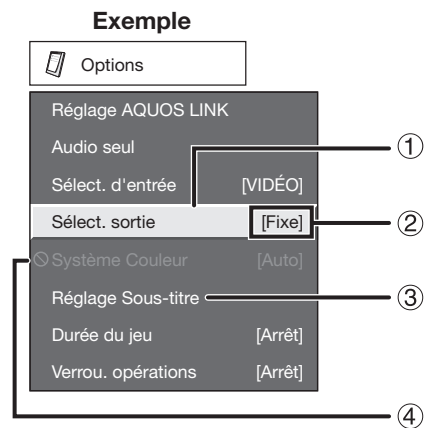 Exemple
Options
Réglage AQUOS LINK
Audio seul
①
Sélect. d'entrée [VIDÉO]
Sélect. sortie [Fixe] ②
Système Couleur [Auto]
Réglage Sous-titre ③
Durée du jeu [Arrêt]
Verrou. opérations [Arrêt]
④